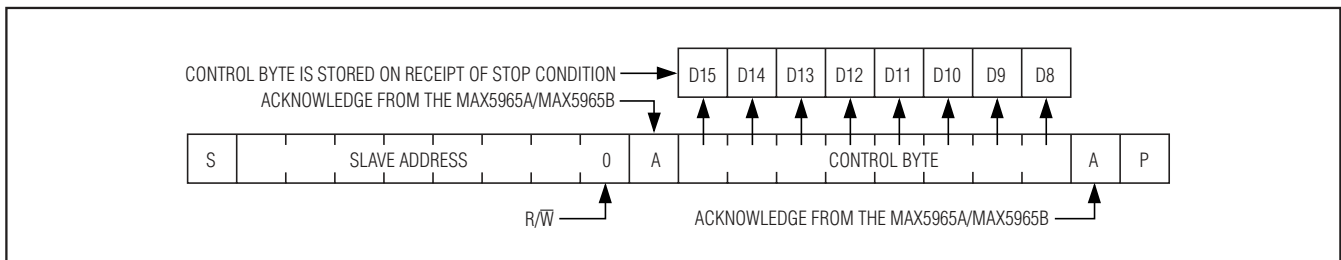 CONTROL BYTE IS STORED ON RECEIPT OF STOP CONDITION D15 D14 D13 D12 D11 D10 D9 D8
ACKNOWLEDGE FROM THE MAX5965A/MAX5965B
S SLAVE ADDRESS 0 A CONTROL BYTE A P
R/W̅ ACKNOWLEDGE FROM THE MAX5965A/MAX5965B